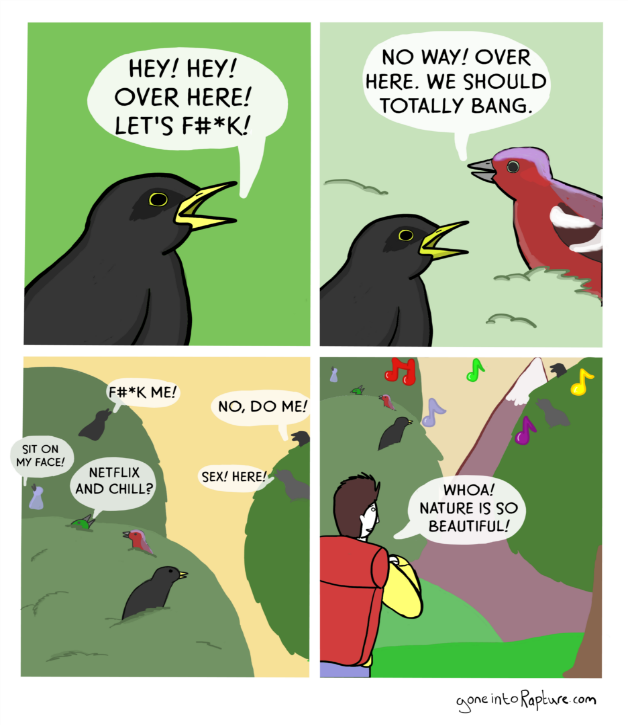 HEY! HEY!
OVER HERE!
LET'S F#*K!
NO WAY! OVER
HERE. WE SHOULD
TOTALLY BANG.
F#*K ME!
NO, DO ME!
SIT ON
MY FACE!
NETFLIX
AND CHILL?
SEX! HERE!
WHOA!
NATURE IS SO
BEAUTIFUL!
goneintoRapture.com